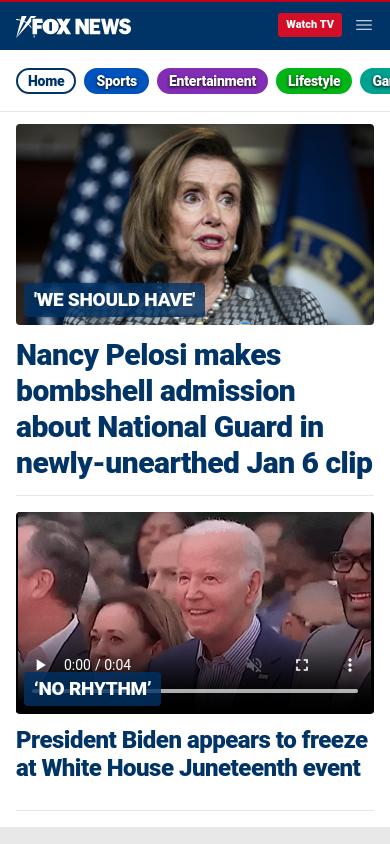 FOX NEWS
Watch TV
Home
Sports
Entertainment
Lifestyle
Ga
'WE SHOULD HAVE'
Nancy Pelosi makes
bombshell admission
about National Guard in
newly-unearthed Jan 6 clip
0:00 / 0:04
‘NO RHYTHM’
President Biden appears to freeze
at White House Juneteenth event